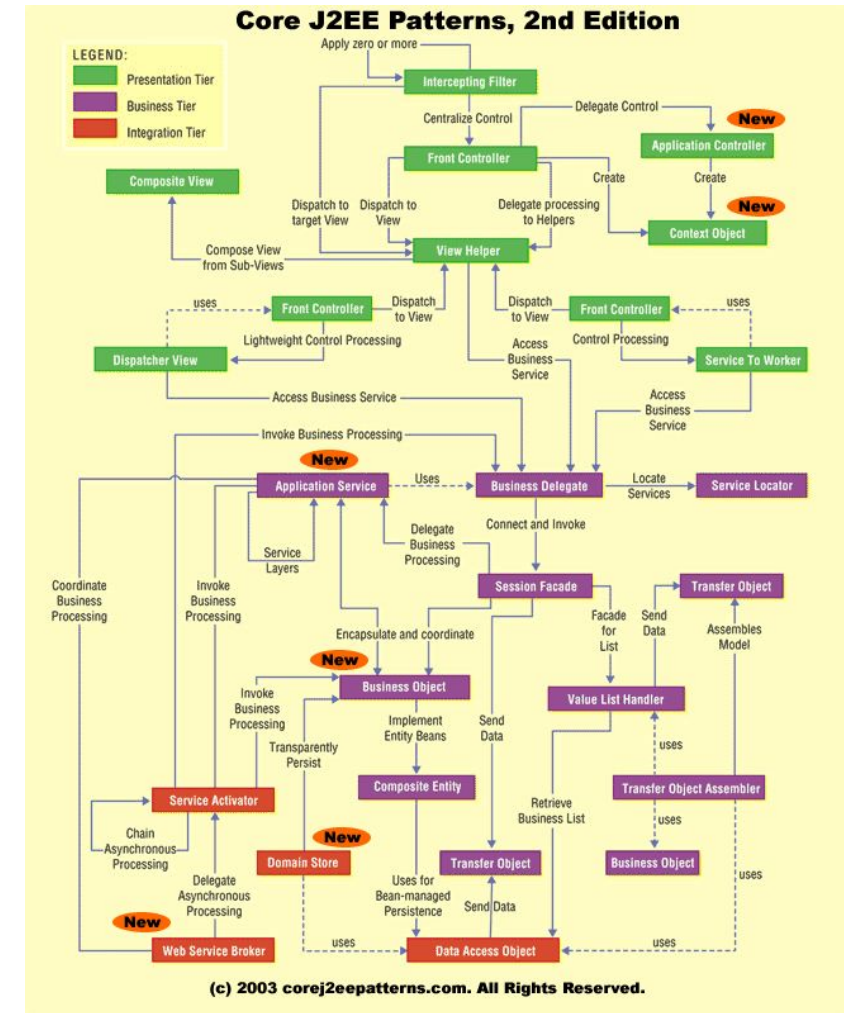 Core J2EE Patterns, 2nd Edition
LEGEND:
Presentation Tier
Business Tier
Integration Tier
Apply zero or more
Intercepting Filter
Centralize Control
Delegate Control
New
Front Controller
Application Controller
Composite View
Dispatch to
target View
Dispatch to
View
Delegate processing
to Helpers
Create
Create
New
Context Object
Compose View
from Sub-Views
View Helper
uses
Front Controller
Dispatch
to View
Dispatch
to View
Front Controller
uses
Lightweight Control Processing
Control Processing
Dispatcher View
Access
Business
Service
Service To Worker
Access Business Service
Access
Business
Service
Invoke Business Processing
New
Application Service
Uses
Business Delegate
Locate
Services
Service Locator
Service
Layers
Delegate
Business
Processing
Connect and Invoke
Coordinate
Business
Processing
Invoke
Business
Processing
Session Facade
Transfer Object
Encapsulate and coordinate
Facade
for
List
Send
Data
Assembles
Model
New
Business Object
Invoke
Business
Processing
Value List Handler
Implement
Entity Beans
Send
Data
Transparently
Persist
uses
Composite Entity
Transfer Object Assembler
Service Activator
Retrieve
Business List
uses
Chain
Asynchronous
Processing
New
Domain Store
Transfer Object
Business Object
Delegate
Asynchronous
Processing
Uses for
Bean-managed
Persistence
Send Data
uses
New
Web Service Broker
uses
Data Access Object
uses
(c) 2003 corej2eepatterns.com. All Rights Reserved.